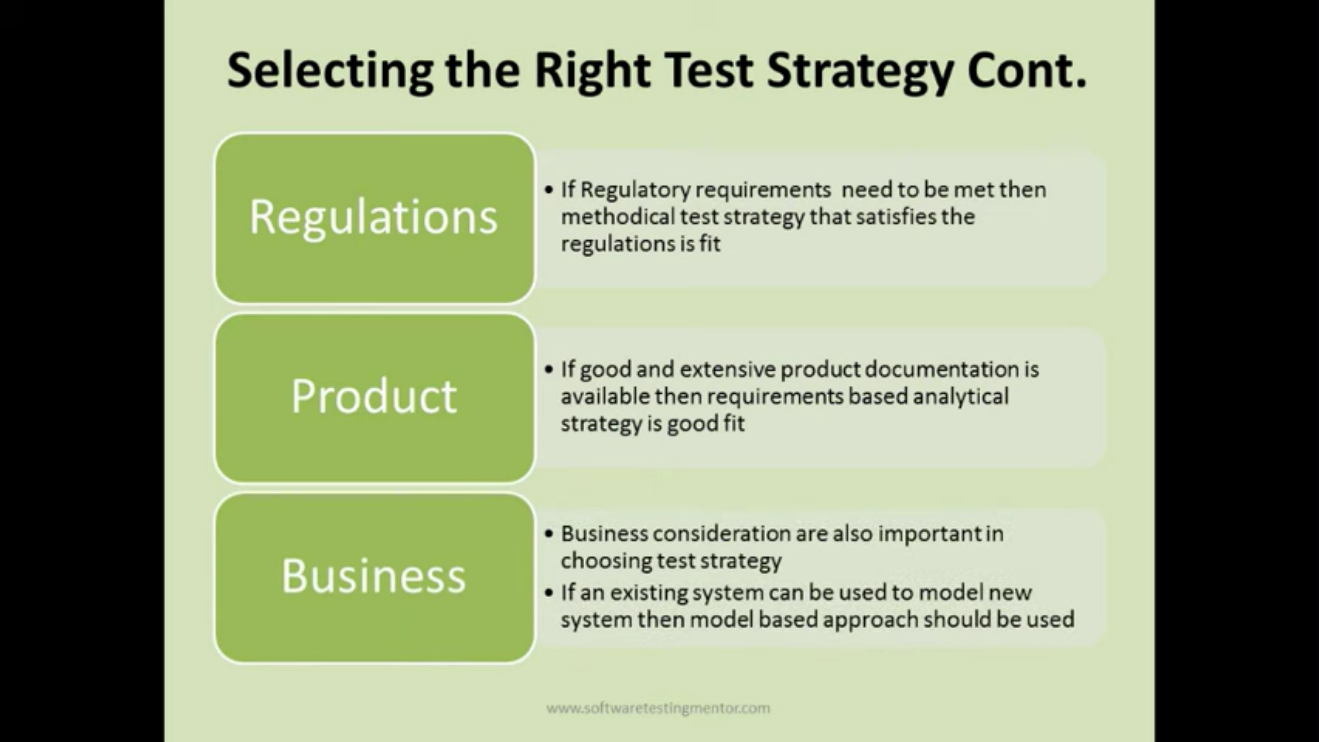 Selecting the Right Test Strategy Cont.
Regulations
• If Regulatory requirements  need to be met then
methodical test strategy that satisfies the
regulations is fit
Product
• If good and extensive product documentation is
available then requirements based analytical
strategy is good fit
Business
• Business consideration are also important in
choosing test strategy
• If an existing system can be used to model new
system then model based approach should be used
www.softwaretestingmentor.com